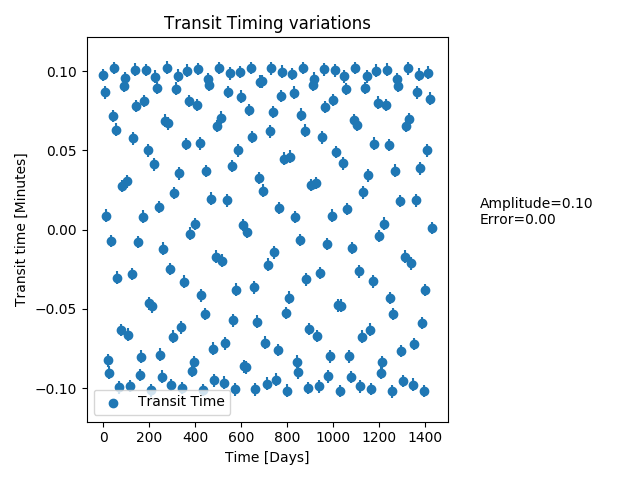 Transit Timing variations
0.10
0.05
0.00
−0.05
−0.10
Transit time [Minutes]
Amplitude=0.10
Error=0.00
Transit Time
0 200 400 600 800 1000 1200 1400
Time [Days]